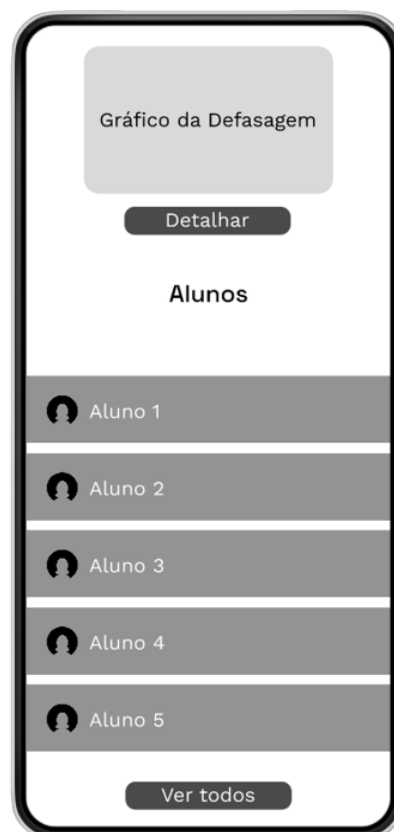 Gráfico da Defasagem
Detalhar
Alunos
Aluno 1
Aluno 2
Aluno 3
Aluno 4
Aluno 5
Ver todos